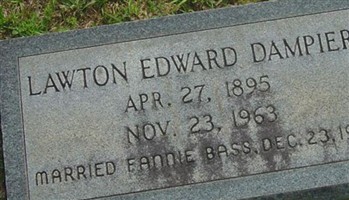 LAWTON EDWARD DAMPIER
APR. 27, 1895
NOV. 23, 1963
MARRIED FANNIE BASS, DEC. 23,